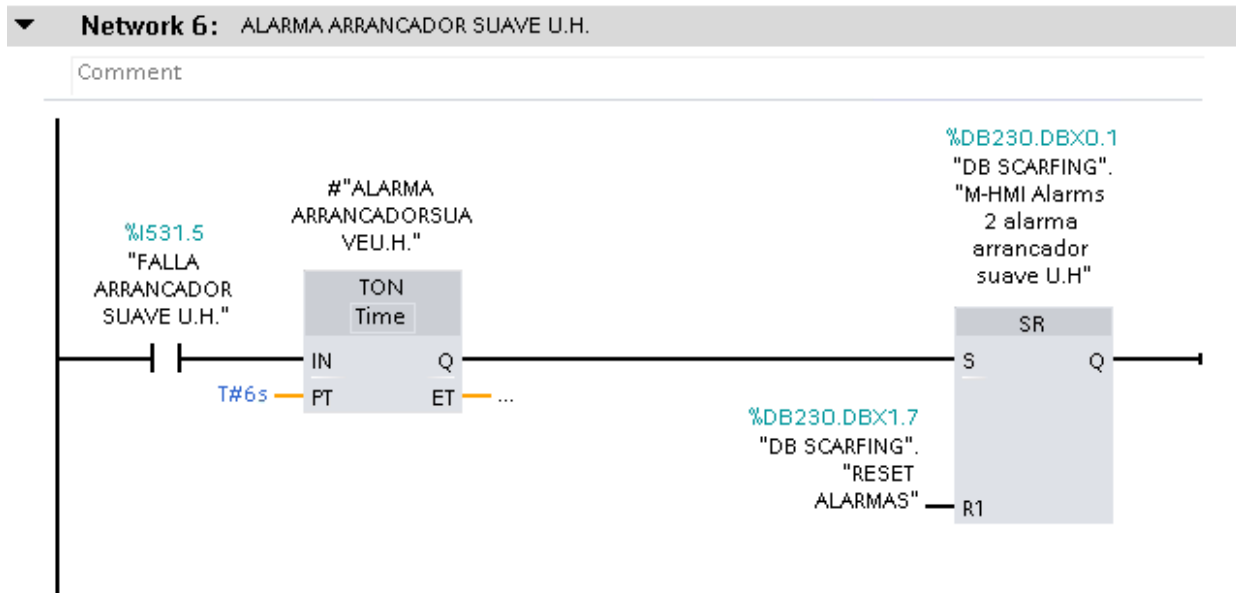 Network 6: ALARMA ARRANCADOR SUAVE U.H.
Comment
%DB230.DBX0.1
"DB SCARFING".
"M-HMI Alarms
2 alarma
arrancador
suave U.H"
#"ALARMA
ARRANCADORSUA
VEU.H."
%I531.5
"FALLA
ARRANCADOR
SUAVE U.H."
TON
Time
SR
IN Q
S Q
T#6s PT ET ...
%DB230.DBX1.7
"DB SCARFING".
"RESET
ALARMAS" R1